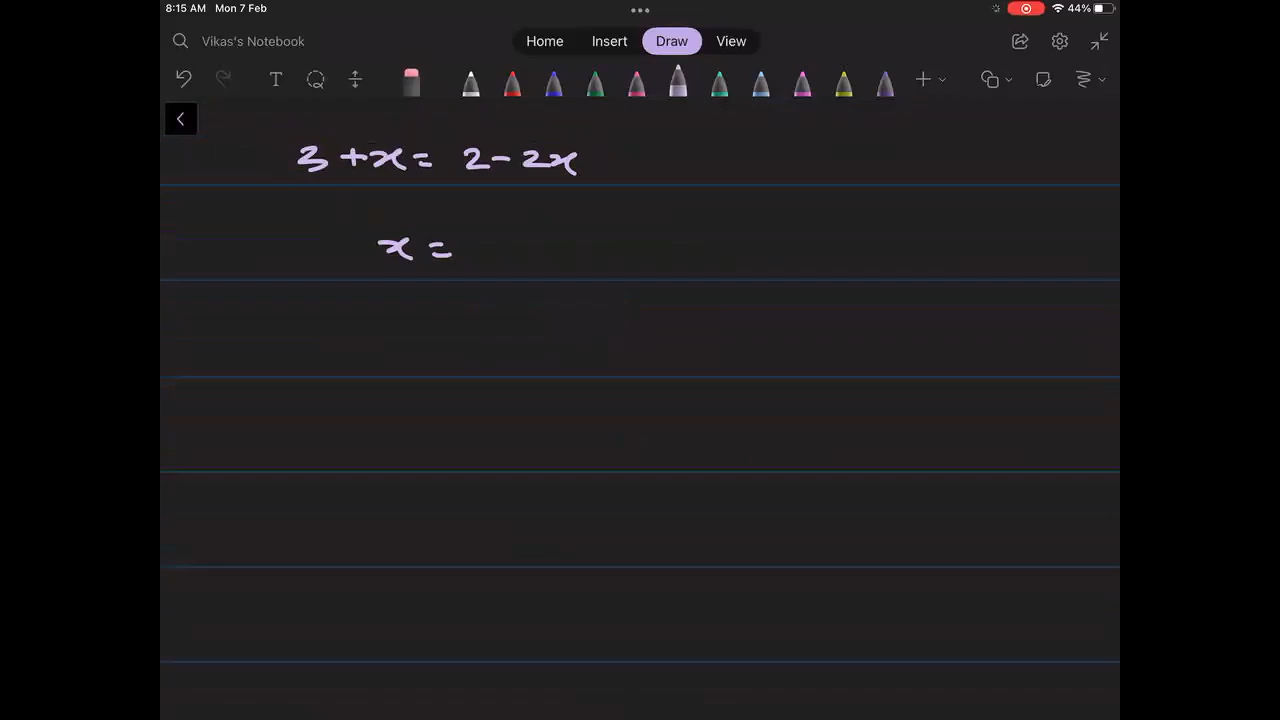 8:15 AM Mon 7 Feb 44%
Vikas's Notebook Home Insert Draw View
T
3 + x = 2 - 2x
x =